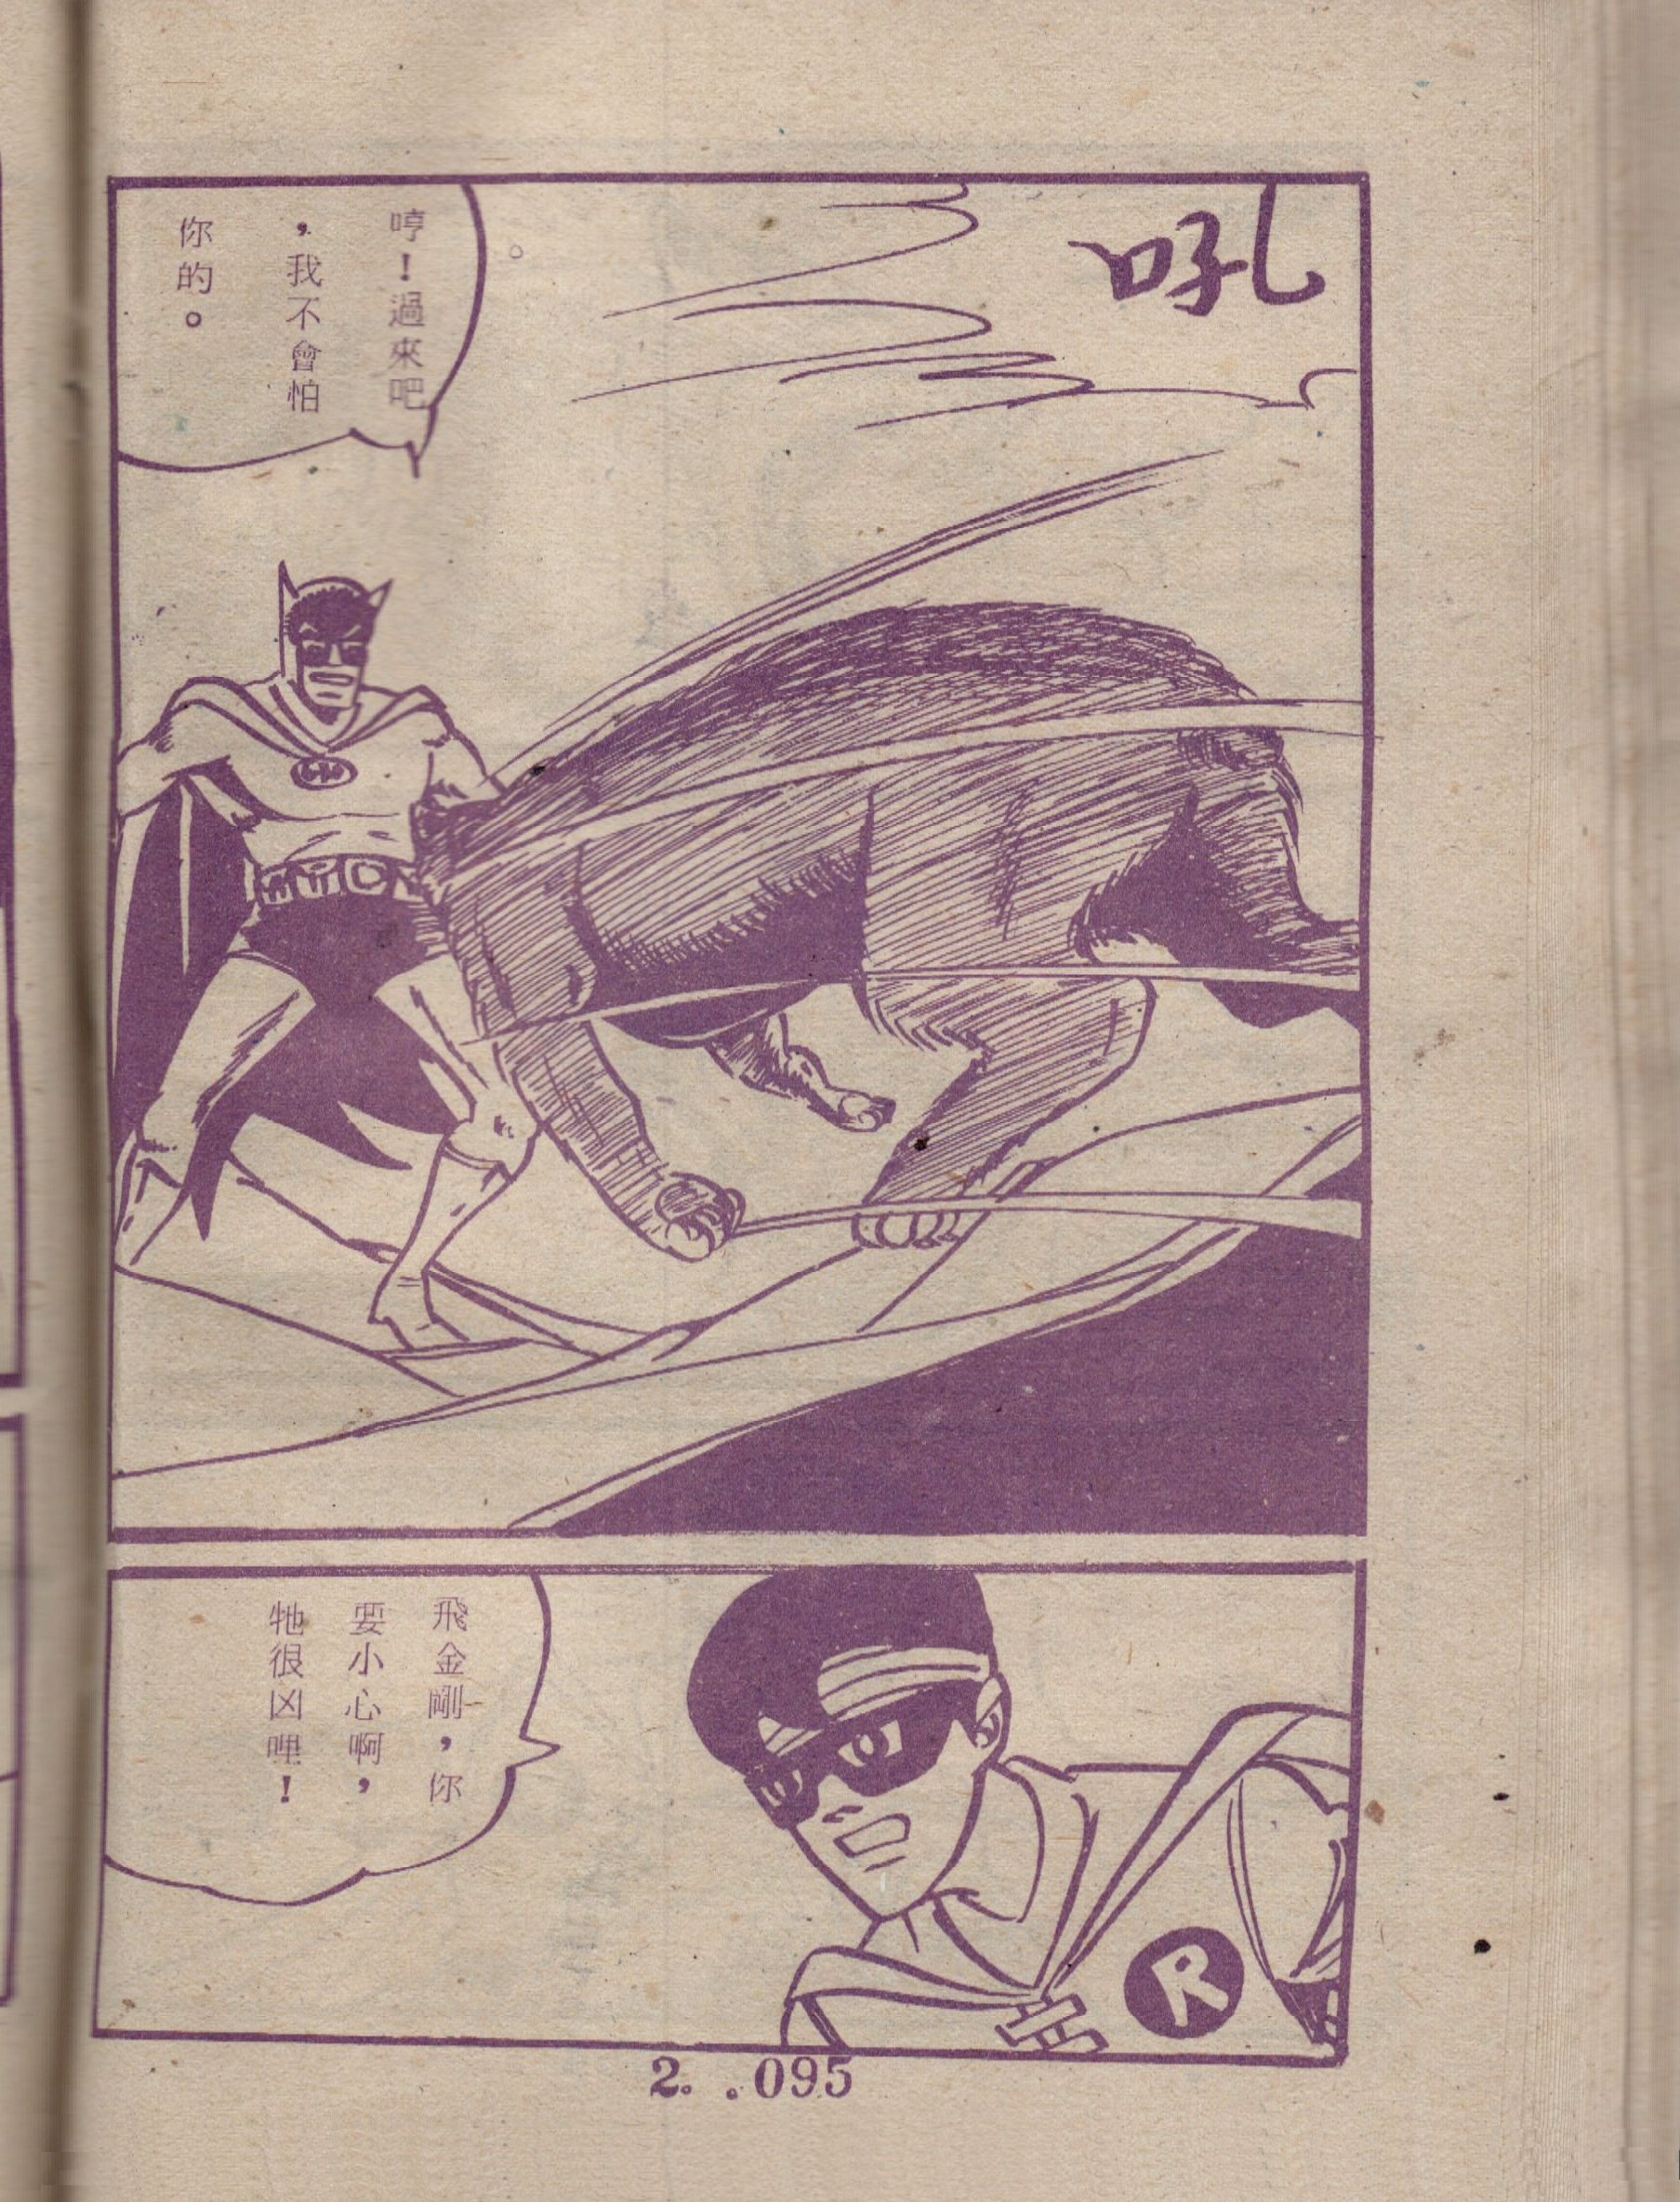 吼
哼！過來吧
，我不會怕
你的。
飛金剛，你
要小心啊，
牠很凶哩！
R
2. .095